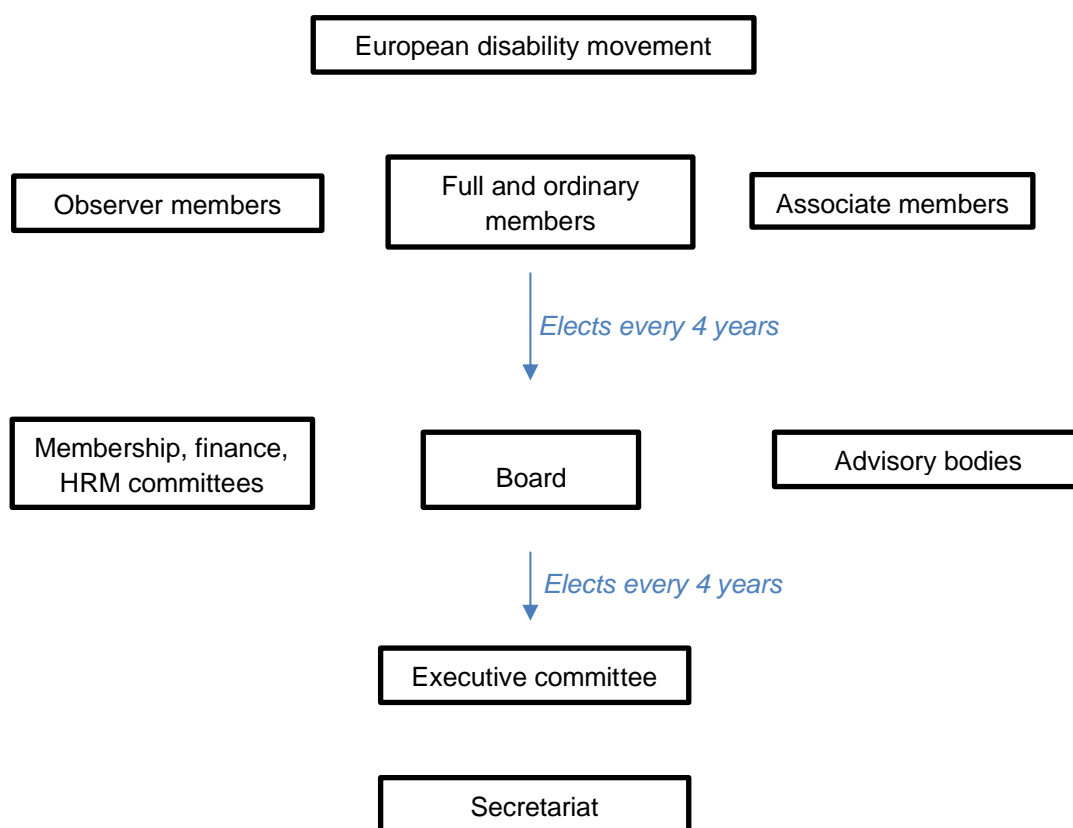 European disability movement
Observer members
Full and ordinary
members
Associate members
Elects every 4 years
Membership, finance,
HRM committees
Board
Advisory bodies
Elects every 4 years
Executive committee
Secretariat